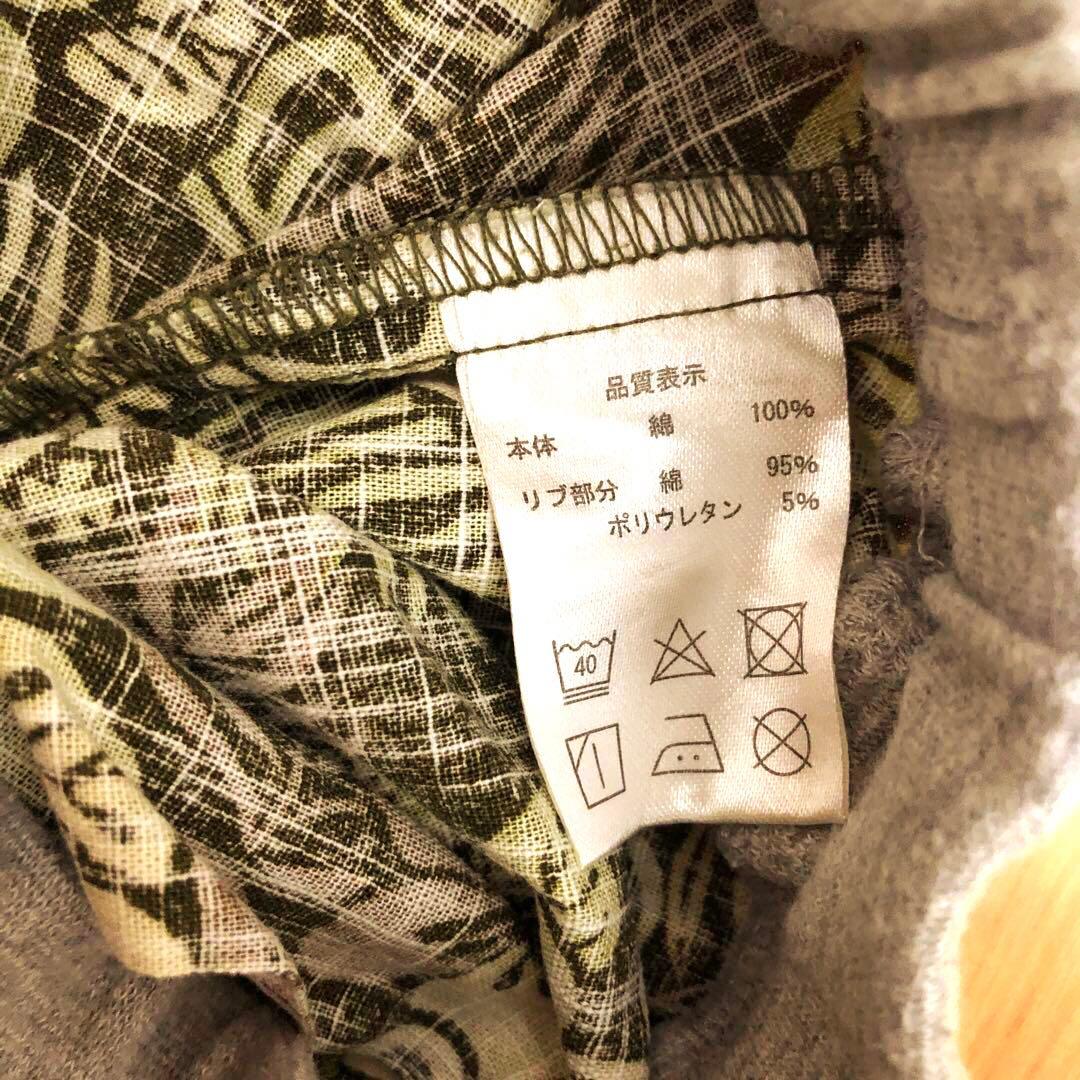 品質表示
本体 綿 100%
リブ部分 綿 95%
ポリウレタン 5%
40